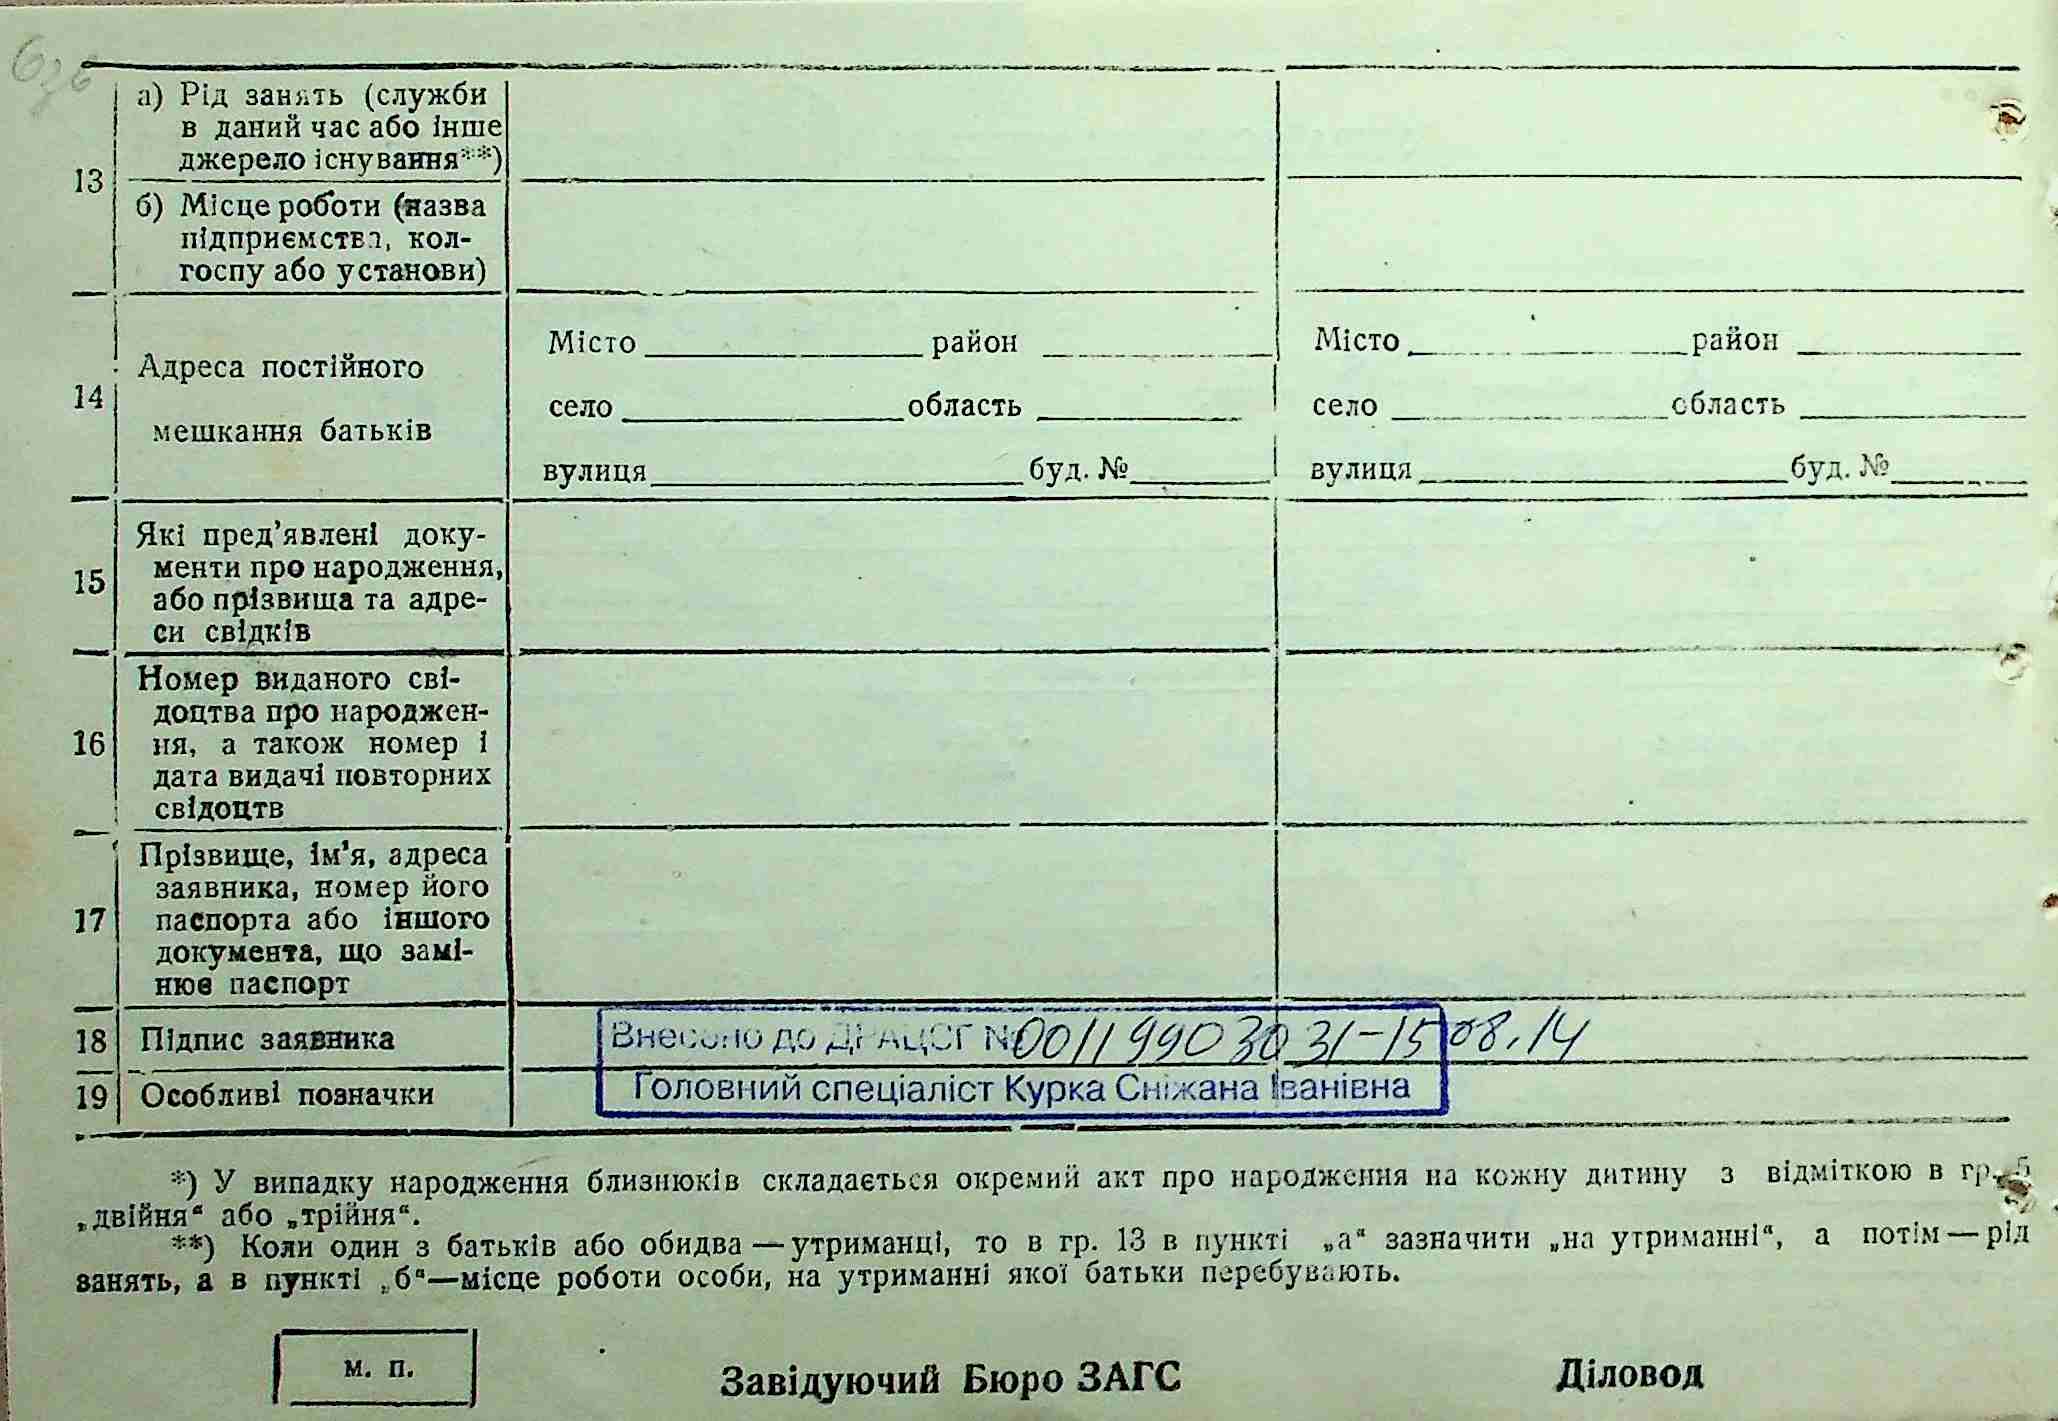 13
а) Рід занять (служби
в даний час або інше
джерело існування**)
б) Місце роботи (назва
підприємства, кол-
госпу або установи)
14
Адреса постійного
мешкання батьків
Місто район
село область
вулиця буд. №
Місто район
село область
вулиця буд. №
15
Які пред’явлені доку-
менти про народження,
або прізвища та адре-
си свідків
16
Номер виданого сві-
доцтва про народжен-
ня, а також номер і
дата видачі повторних
свідоцтв
17
Прізвище, ім’я, адреса
заявника, номер його
паспорта або іншого
документа, що замі-
нює паспорт
18 Підпис заявника
Внесено до ДРАЦСГ № 00119903031-15.08.14
19 Особливі позначки
Головний спеціаліст Курка Сніжана Іванівна
*) У випадку народження близнюків складається окремий акт про народження на кожну дитину з відміткою в гр. 5
„двійня“ або „трійня“.
**) Коли один з батьків або обидва — утриманці, то в гр. 13 в пункті „а“ зазначити „на утриманні“, а потім — рід
занять, а в пункті „б“—місце роботи особи, на утриманні якої батьки перебувають.
м. п.
Завідуючий Бюро ЗАГС
Діловод